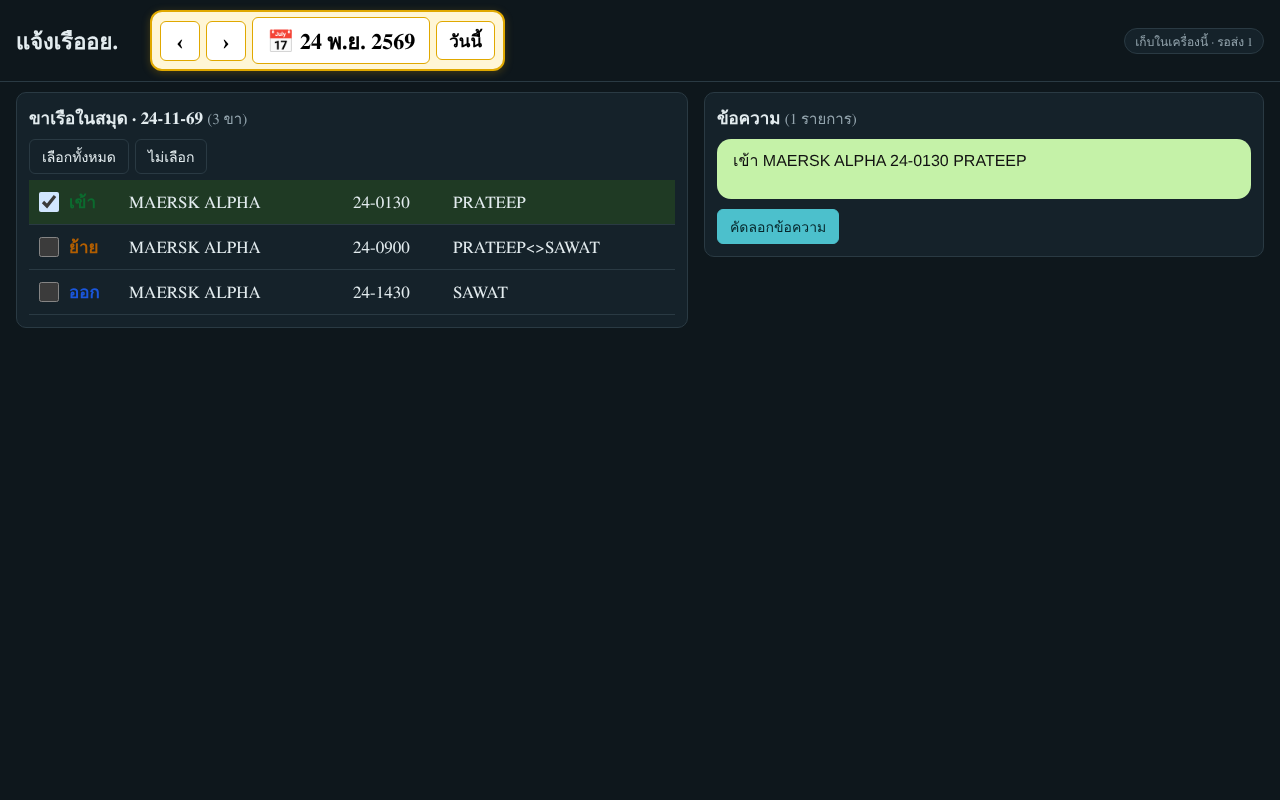 แจ้งเรืออย.
‹ › 📅 24 พ.ย. 2569 วันนี้
เก็บในเครื่องนี้ · รอส่ง 1
ขาเรือในสมุด · 24-11-69 (3 ขา)
เลือกทั้งหมด ไม่เลือก
เข้า MAERSK ALPHA 24-0130 PRATEEP
ย้าย MAERSK ALPHA 24-0900 PRATEEP<>SAWAT
ออก MAERSK ALPHA 24-1430 SAWAT
ข้อความ (1 รายการ)
เข้า MAERSK ALPHA 24-0130 PRATEEP
คัดลอกข้อความ